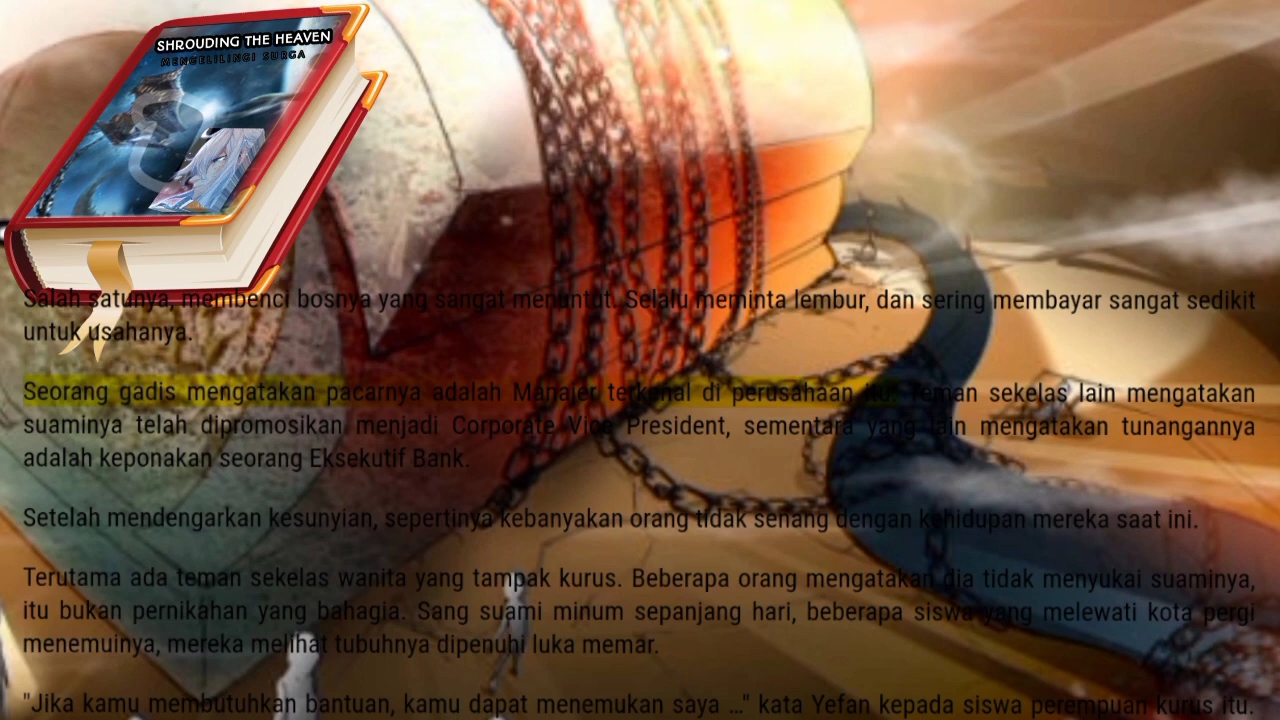 SHROUDING THE HEAVEN
MENGELILINGI SURGA
Salah satunya, membenci bosnya yang sangat menuntut. Selalu meminta lembur, dan sering membayar sangat sedikit
untuk usahanya.
Seorang gadis mengatakan pacarnya adalah Manajer terkenal di perusahaan itu. Teman sekelas lain mengatakan
suaminya telah dipromosikan menjadi Corporate Vice President, sementara yang lain mengatakan tunangannya
adalah keponakan seorang Eksekutif Bank.
Setelah mendengarkan kesunyian, sepertinya kebanyakan orang tidak senang dengan kehidupan mereka saat ini.
Terutama ada teman sekelas wanita yang tampak kurus. Beberapa orang mengatakan dia tidak menyukai suaminya,
itu bukan pernikahan yang bahagia. Sang suami minum sepanjang hari, beberapa siswa yang melewati kota pergi
menemuinya, mereka melihat tubuhnya dipenuhi luka memar.
"Jika kamu membutuhkan bantuan, kamu dapat menemukan saya ..." kata Yefan kepada siswa perempuan kurus itu.